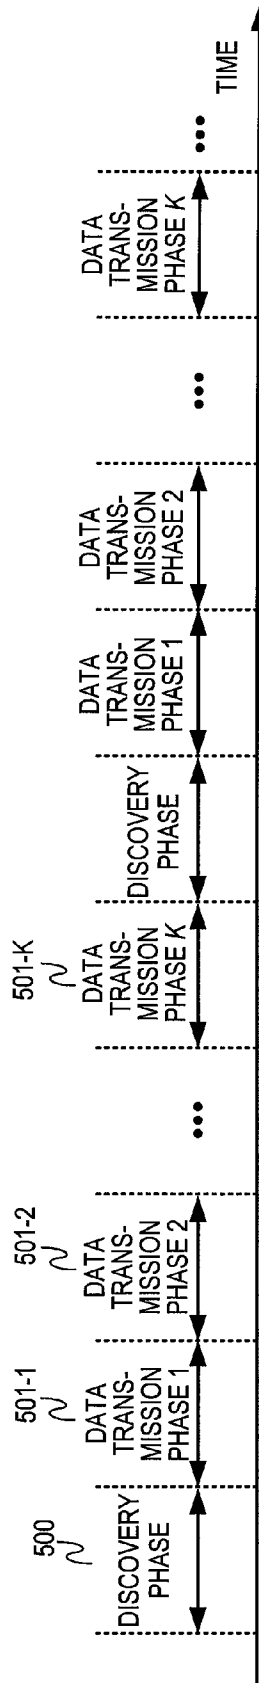 500
DISCOVERY
PHASE
501-1
DATA
TRANS-
MISSION
PHASE 1
501-2
DATA
TRANS-
MISSION
PHASE 2
•••
501-K
DATA
TRANS-
MISSION
PHASE K
DISCOVERY
PHASE
DATA
TRANS-
MISSION
PHASE 1
DATA
TRANS-
MISSION
PHASE 2
•••
DATA
TRANS-
MISSION
PHASE K
•••
TIME